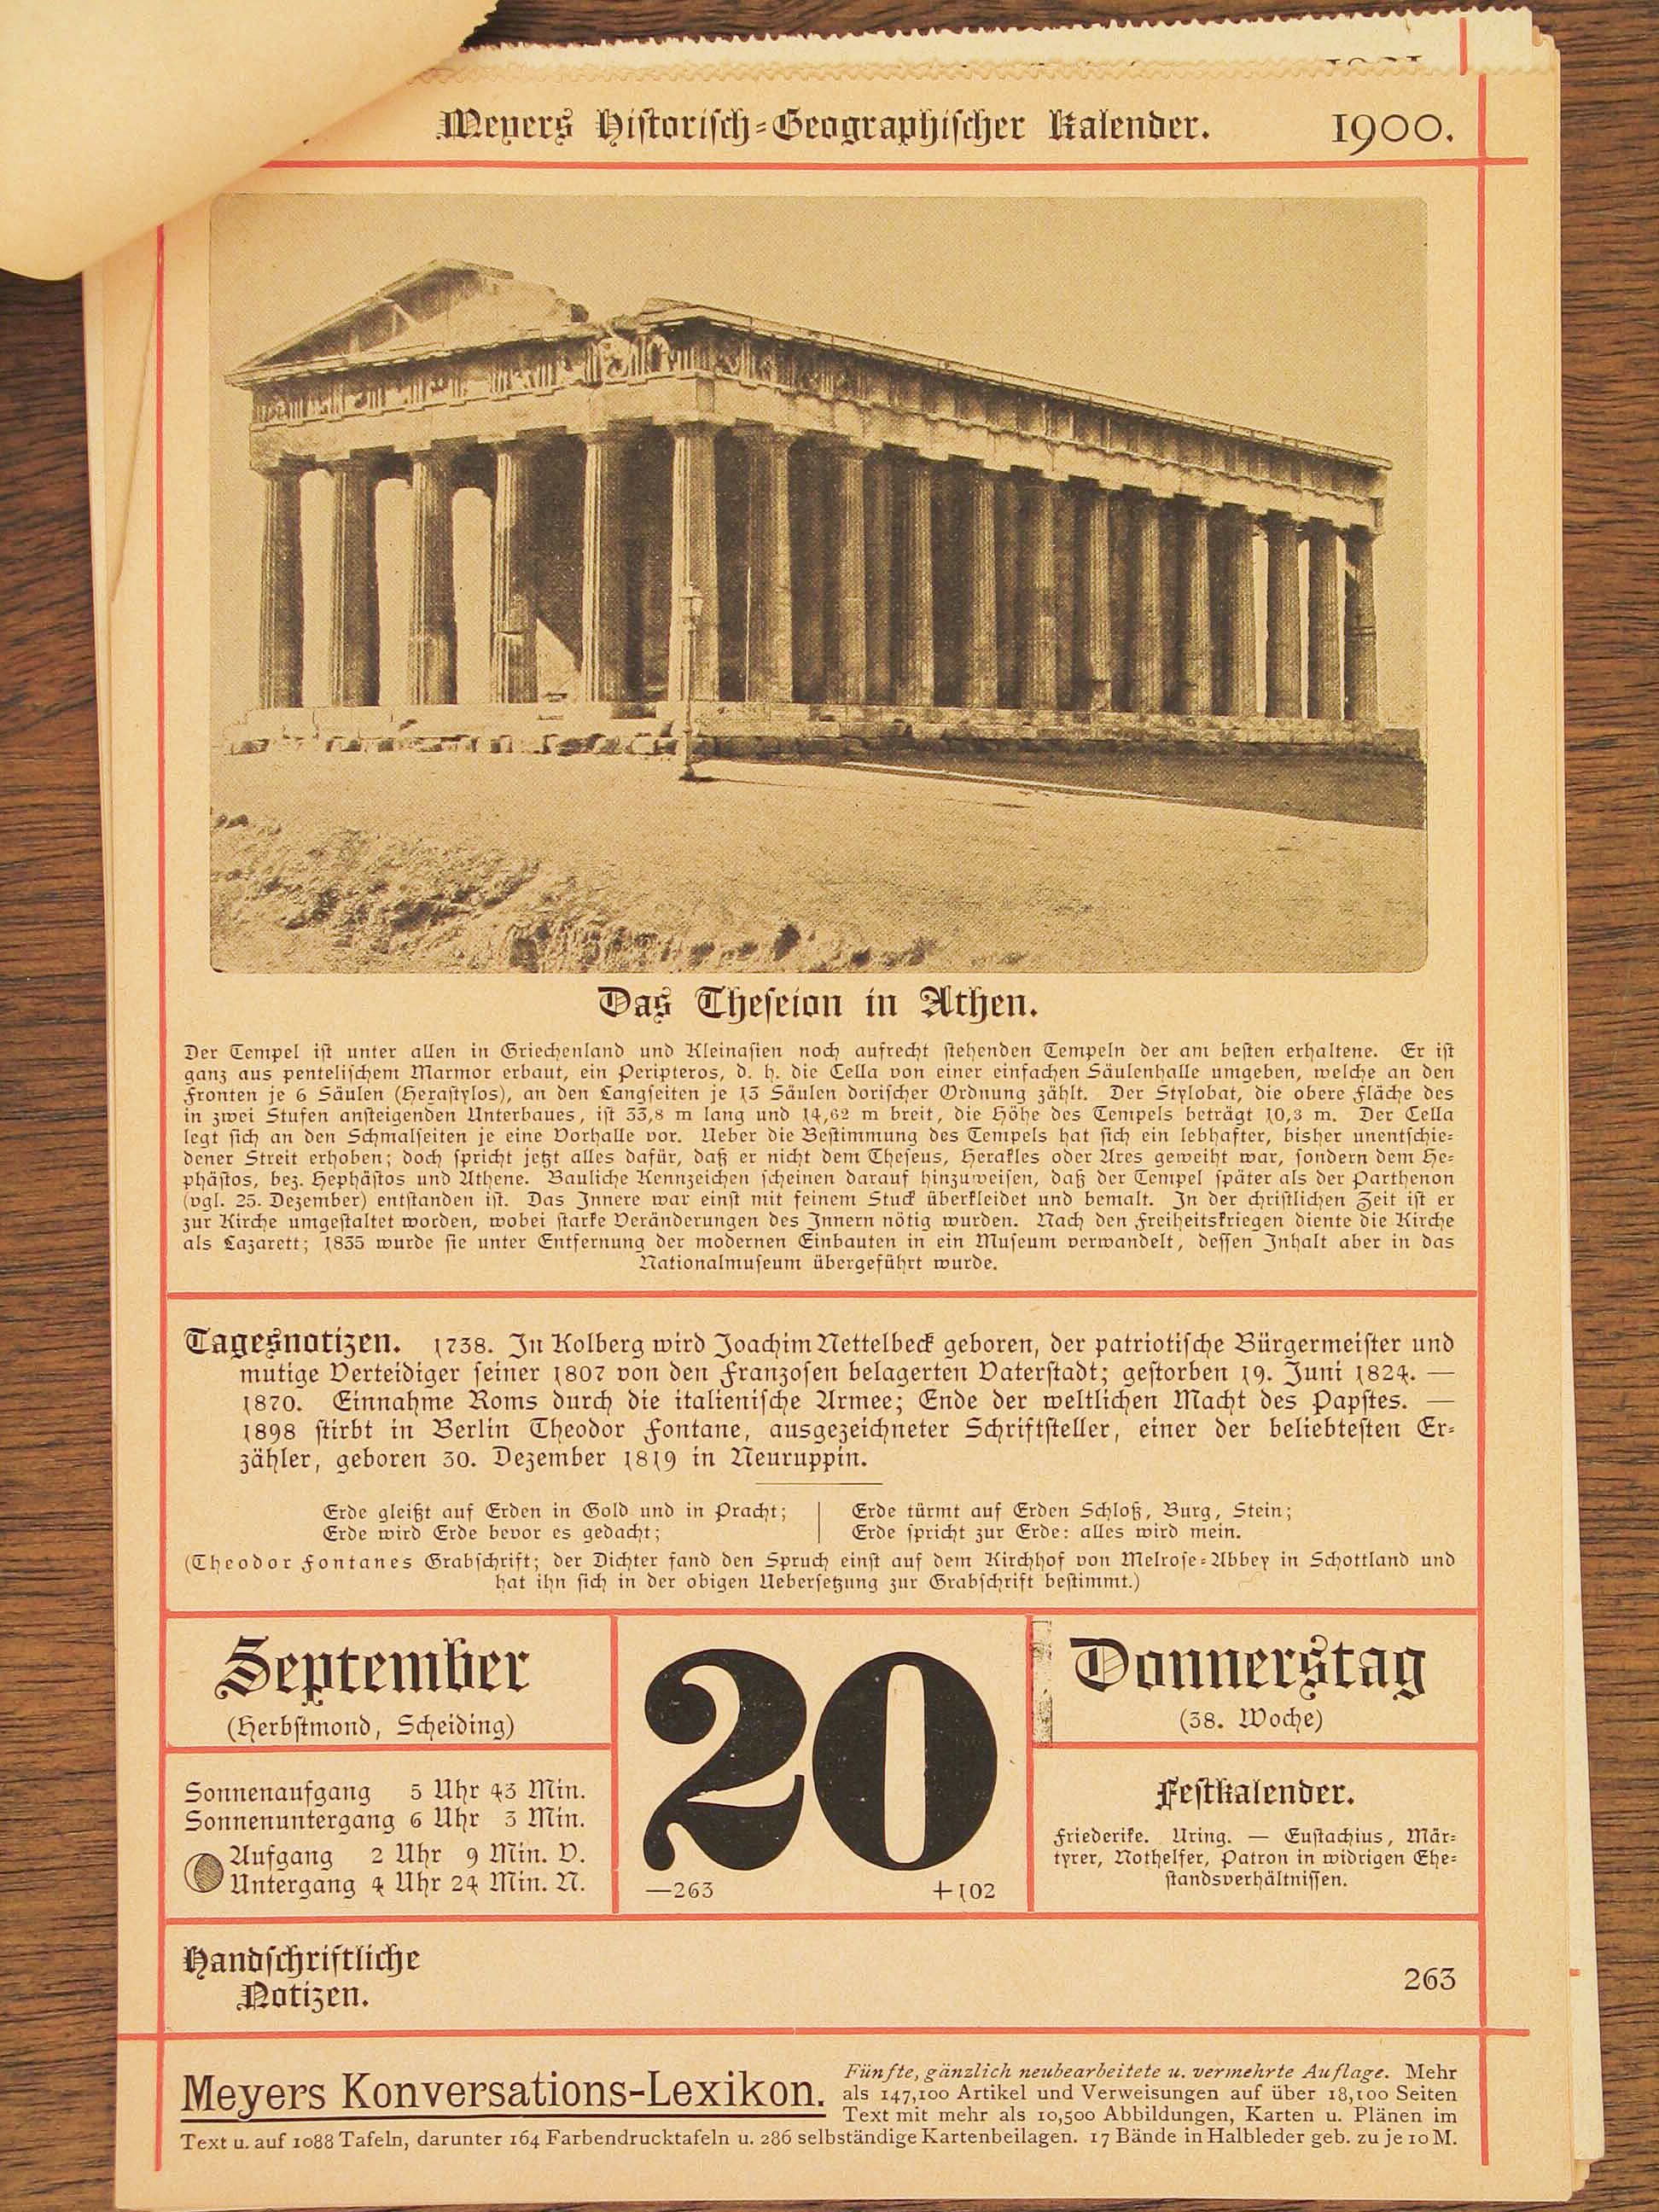 Meyers Historisch-Geographischer Kalender. 1900.
Das Theseion in Athen.
Der Tempel ist unter allen in Griechenland und Kleinasien noch aufrecht stehenden Tempeln der am besten erhaltene. Er ist
ganz aus pentelischem Marmor erbaut, ein Peripteros, d. h. die Cella von einer einfachen Säulenhalle umgeben, welche an den
Fronten je 6 Säulen (Hexastylos), an den Langseiten je 13 Säulen dorischer Ordnung zählt. Der Stylobat, die obere Fläche des
in zwei Stufen ansteigenden Unterbaues, ist 33,8 m lang und 14,62 m breit, die Höhe des Tempels beträgt 10,3 m. Der Cella
legt sich an den Schmalseiten je eine Vorhalle vor. Ueber die Bestimmung des Tempels hat sich ein lebhafter, bisher unentschie-
dener Streit erhoben; doch spricht jetzt alles dafür, daß er nicht dem Theseus, Herakles oder Ares geweiht war, sondern dem He-
phästos, bez. Hephästos und Athene. Bauliche Kennzeichen scheinen darauf hinzuweisen, daß der Tempel später als der Parthenon
(vgl. 25. Dezember) entstanden ist. Das Innere war einst mit feinem Stuck überkleidet und bemalt. In der christlichen Zeit ist er
zur Kirche umgestaltet worden, wobei starke Veränderungen des Innern nötig wurden. Nach den Freiheitskriegen diente die Kirche
als Lazarett; 1835 wurde sie unter Entfernung der modernen Einbauten in ein Museum verwandelt, dessen Inhalt aber in das
Nationalmuseum übergeführt wurde.
Tagesnotizen. 1738. In Kolberg wird Joachim Nettelbeck geboren, der patriotische Bürgermeister und
mutige Verteidiger seiner 1807 von den Franzosen belagerten Vaterstadt; gestorben 19. Juni 1824. —
1870. Einnahme Roms durch die italienische Armee; Ende der weltlichen Macht des Papstes. —
1898 stirbt in Berlin Theodor Fontane, ausgezeichneter Schriftsteller, einer der beliebtesten Er-
zähler, geboren 30. Dezember 1819 in Neuruppin.
Erde gleißt auf Erden in Gold und in Pracht;
Erde wird Erde bevor es gedacht;
Erde türmt auf Erden Schloß, Burg, Stein;
Erde spricht zur Erde: alles wird mein.
(Theodor Fontanes Grabschrift; der Dichter fand den Spruch einst auf dem Kirchhof von Melrose-Abbey in Schottland und
hat ihn sich in der obigen Uebersetzung zur Grabschrift bestimmt.)
September
(Herbstmond, Scheiding)
Sonnenaufgang 5 Uhr 43 Min.
Sonnenuntergang 6 Uhr 3 Min.
Aufgang 2 Uhr 9 Min. V.
Untergang 4 Uhr 24 Min. N.
20
—263 +102
Donnerstag
(38. Woche)
Festkalender.
Friederike. Uring. — Eustachius, Mär-
tyrer, Nothelfer, Patron in widrigen Ehe-
standsverhältnissen.
Handschriftliche
Notizen.
263
Meyers Konversations-Lexikon.
Fünfte, gänzlich neubearbeitete u. vermehrte Auflage. Mehr
als 147,100 Artikel und Verweisungen auf über 18,100 Seiten
Text mit mehr als 10,500 Abbildungen, Karten u. Plänen im
Text u. auf 1088 Tafeln, darunter 164 Farbendrucktafeln u. 286 selbständige Kartenbeilagen. 17 Bände in Halbleder geb. zu je 10 M.